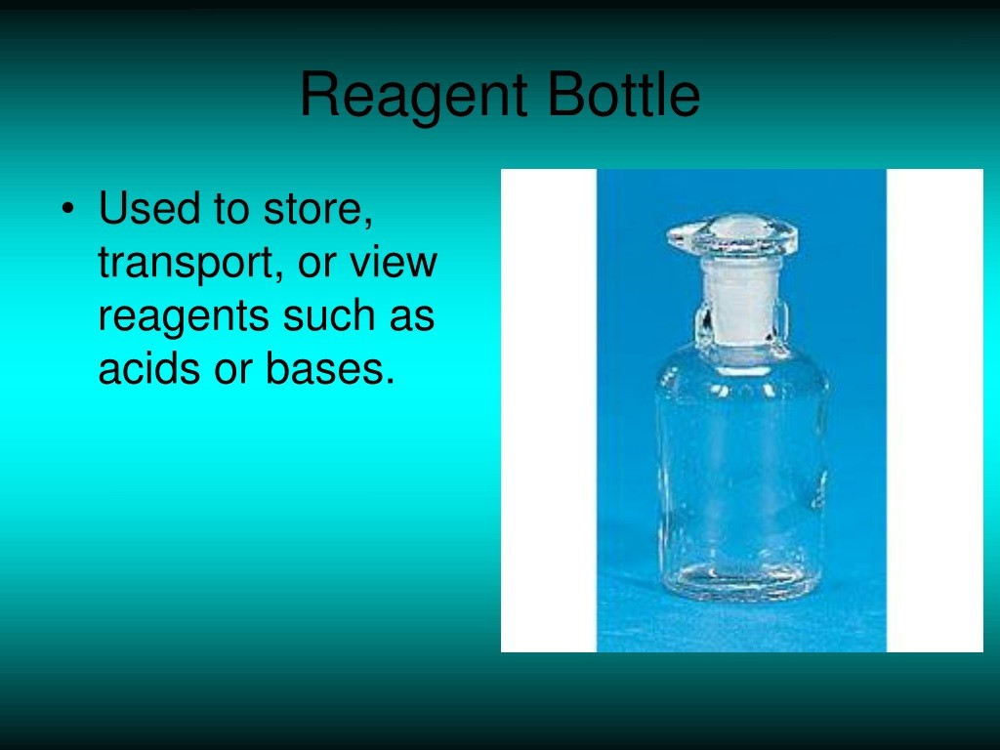 Reagent Bottle
• Used to store,
transport, or view
reagents such as
acids or bases.